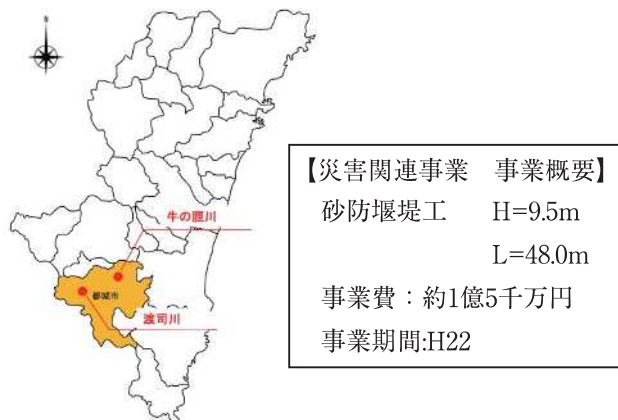 N
牛の脛川
都城市
渡司川
【災害関連事業 事業概要】
砂防堰堤工 H=9.5m
L=48.0m
事業費：約1億5千万円
事業期間:H22